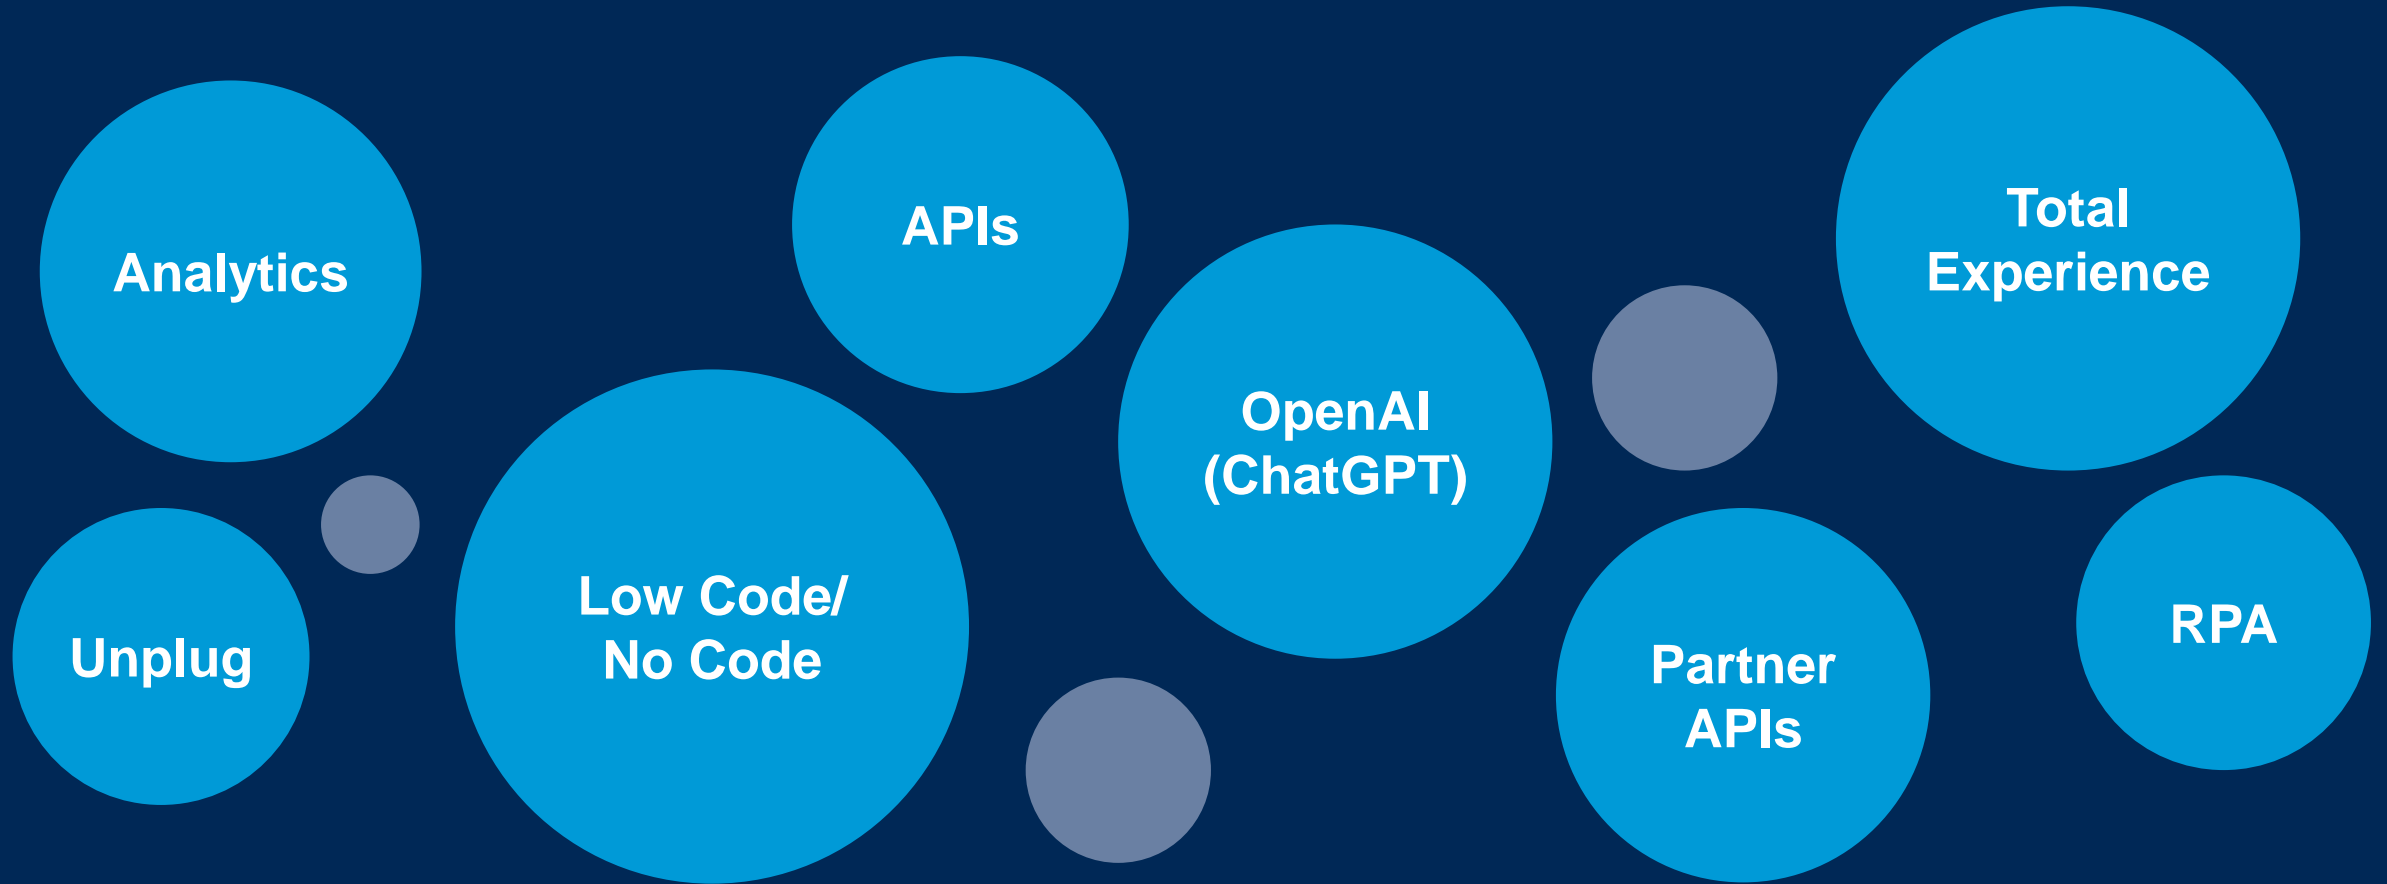 Analytics
APIs
Total
Experience
OpenAI
(ChatGPT)
Unplug
Low Code/
No Code
Partner
APIs
RPA